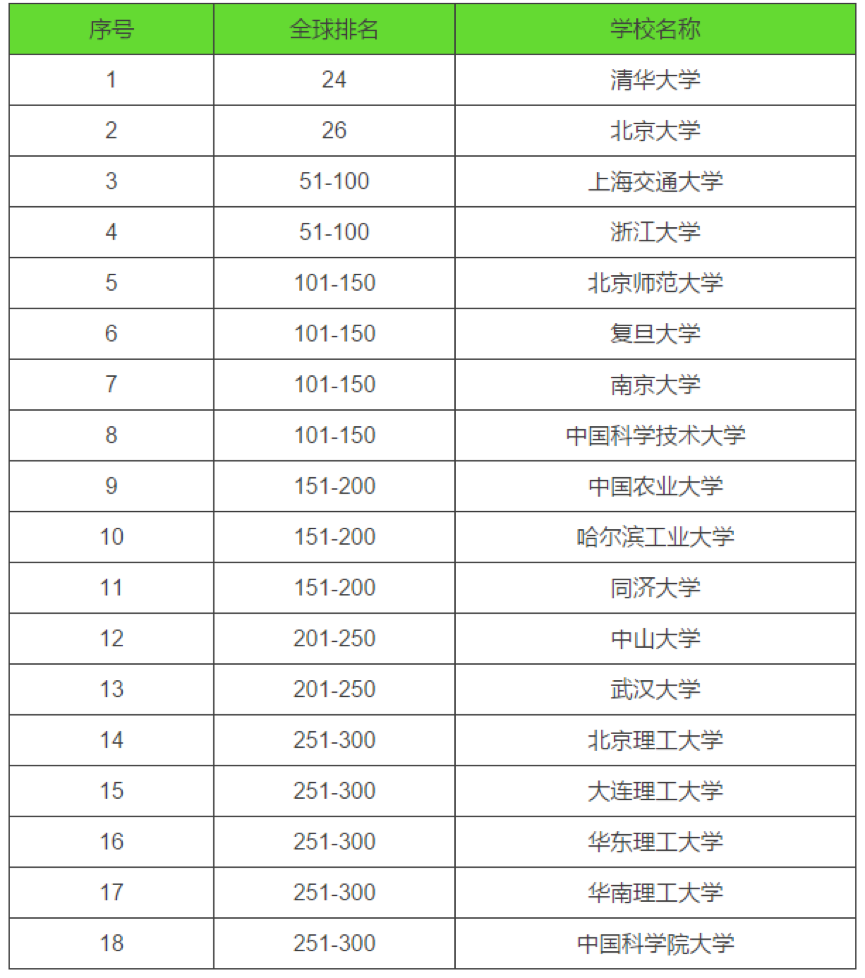 序号 全球排名 学校名称
1 24 清华大学
2 26 北京大学
3 51-100 上海交通大学
4 51-100 浙江大学
5 101-150 北京师范大学
6 101-150 复旦大学
7 101-150 南京大学
8 101-150 中国科学技术大学
9 151-200 中国农业大学
10 151-200 哈尔滨工业大学
11 151-200 同济大学
12 201-250 中山大学
13 201-250 武汉大学
14 251-300 北京理工大学
15 251-300 大连理工大学
16 251-300 华东理工大学
17 251-300 华南理工大学
18 251-300 中国科学院大学